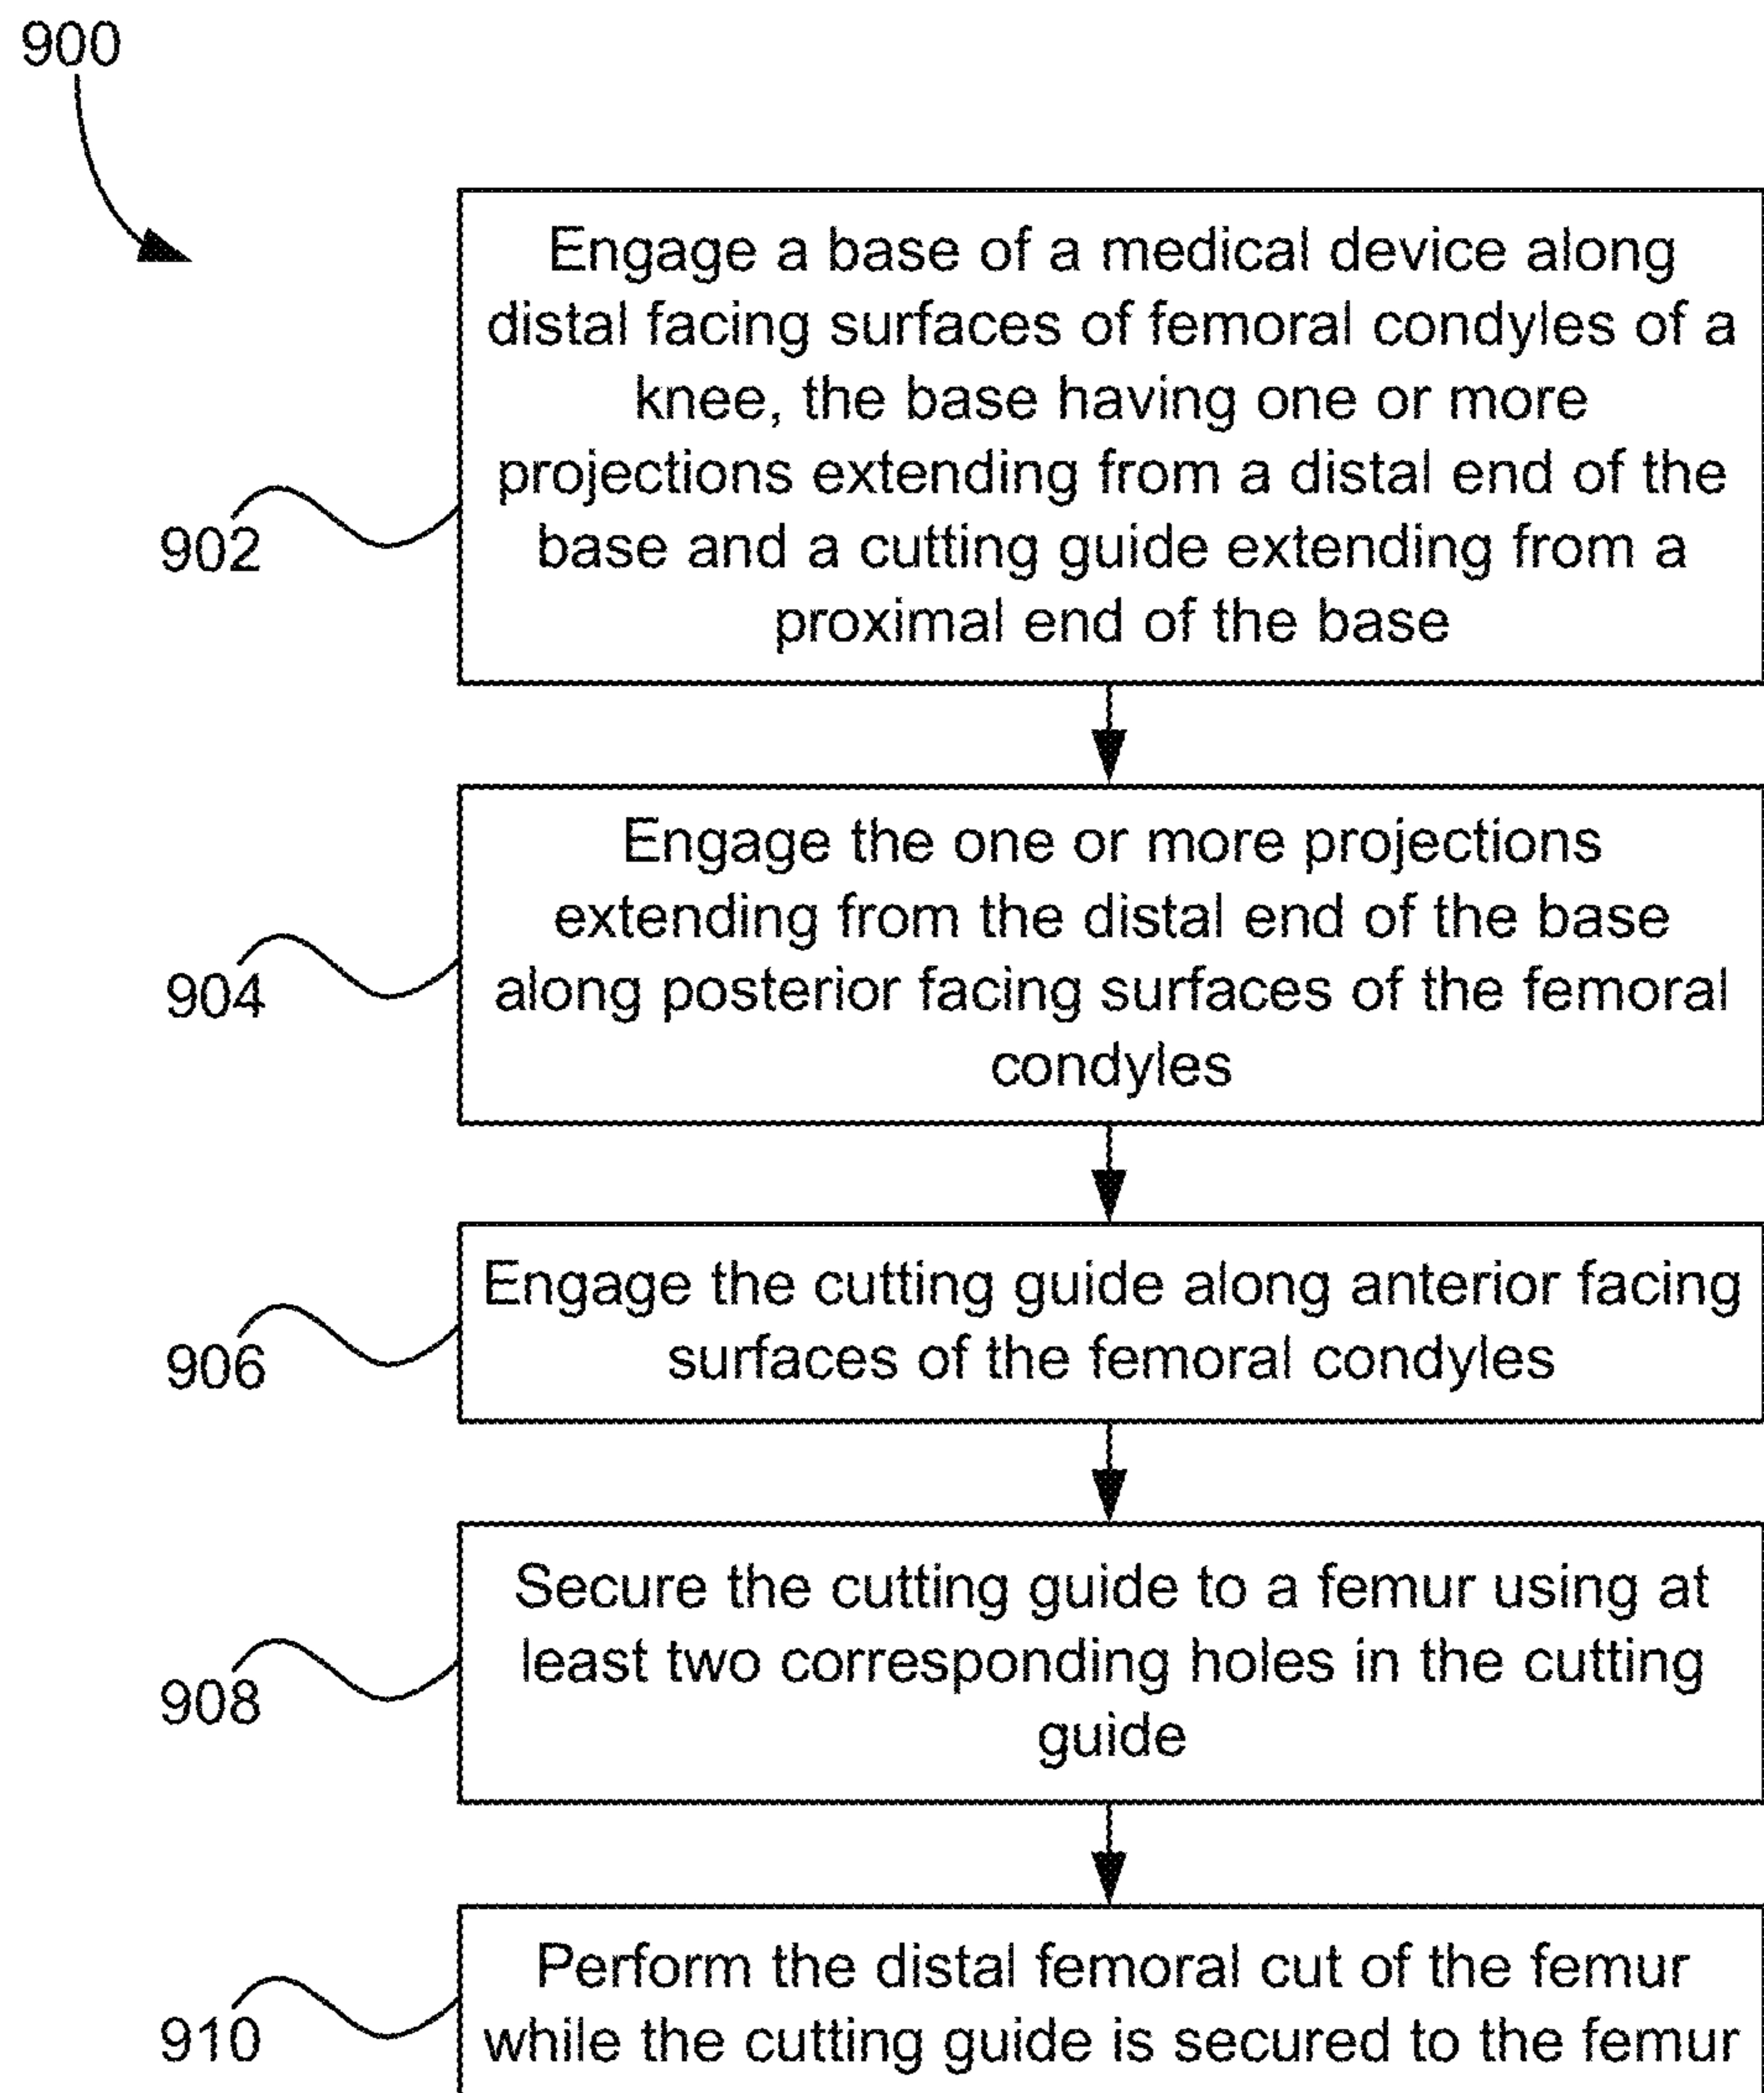 900
Engage a base of a medical device along
distal facing surfaces of femoral condyles of a
knee, the base having one or more
projections extending from a distal end of the
base and a cutting guide extending from a
proximal end of the base
902
Engage the one or more projections
extending from the distal end of the base
along posterior facing surfaces of the femoral
condyles
904
Engage the cutting guide along anterior facing
surfaces of the femoral condyles
906
Secure the cutting guide to a femur using at
least two corresponding holes in the cutting
guide
908
Perform the distal femoral cut of the femur
while the cutting guide is secured to the femur
910